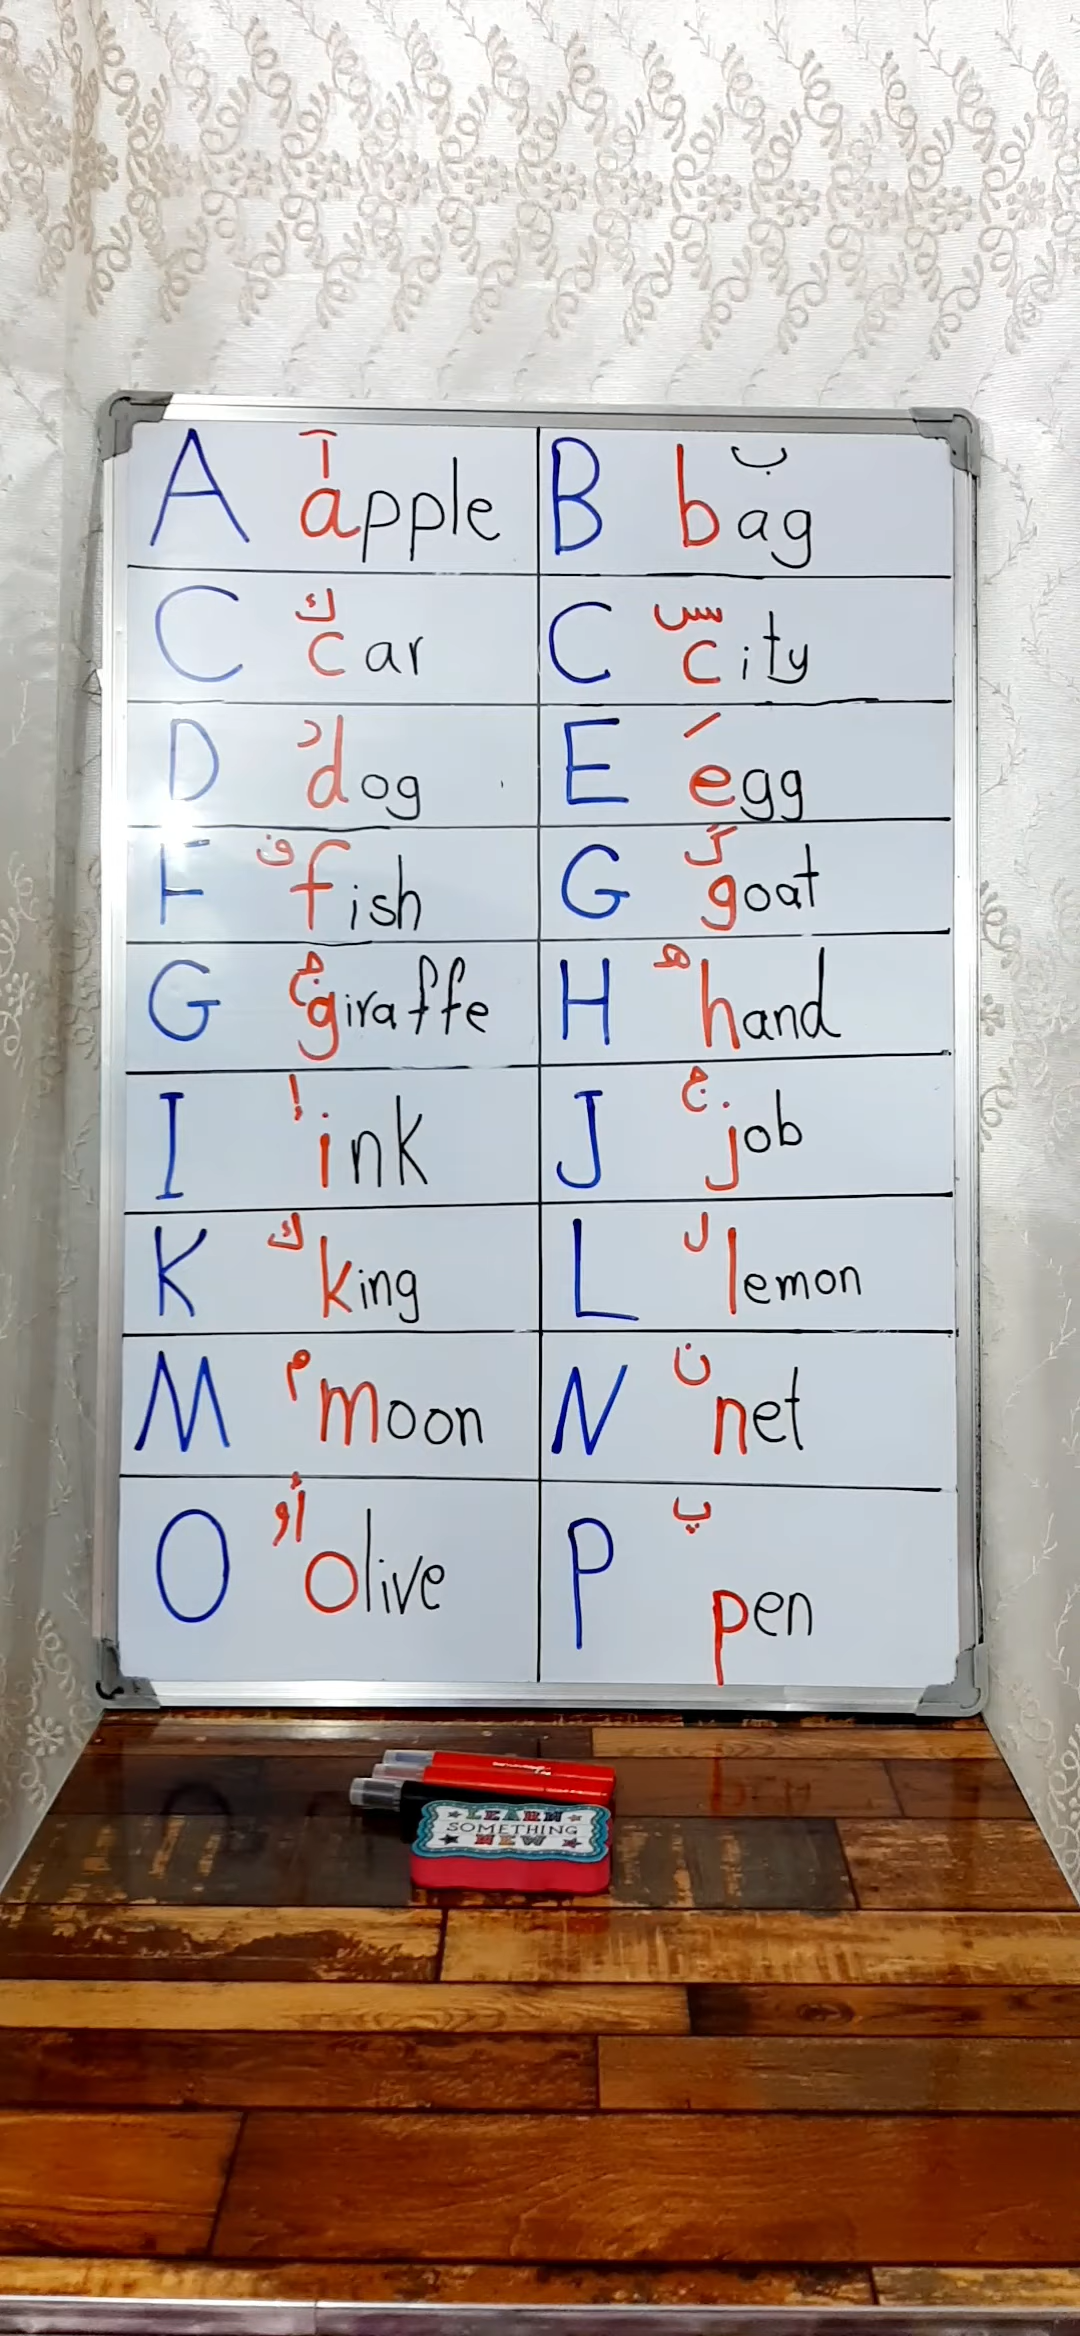 A آ apple
B ب bag
C ك car
C س city
D د dog
E َ egg
F ف fish
G گ goat
G ج giraffe
H هـ hand
I إ ink
J ج job
K ك king
L ل lemon
M م moon
N ن net
O أو olive
P پ pen
LEARN
SOMETHING
NEW